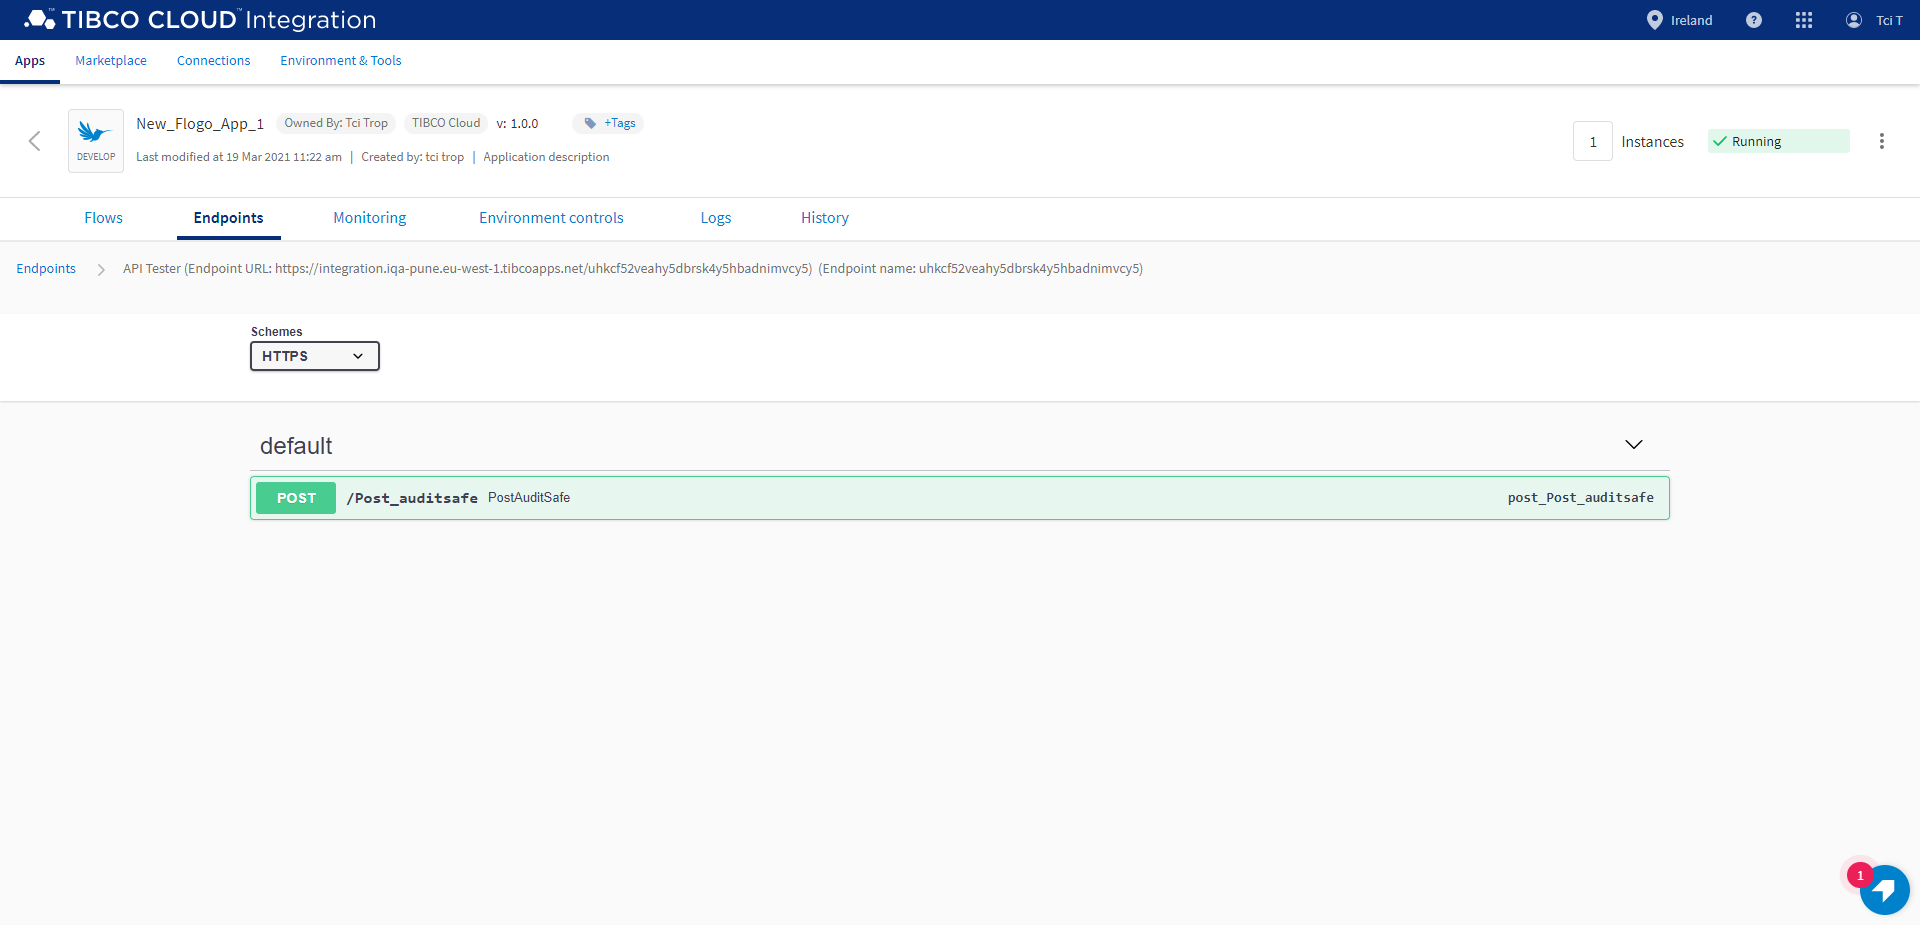 TIBCO CLOUD™ Integration
Ireland
?
Tci T
Apps
Marketplace
Connections
Environment & Tools
DEVELOP
New_Flogo_App_1
Owned By: Tci Trop
TIBCO Cloud
v: 1.0.0
+Tags
Last modified at 19 Mar 2021 11:22 am | Created by: tci trop | Application description
1
Instances
Running
Flows
Endpoints
Monitoring
Environment controls
Logs
History
Endpoints
API Tester (Endpoint URL: https://integration.iqa-pune.eu-west-1.tibcoapps.net/uhkcf52veahy5dbrsk4y5hbadnimvcy5) (Endpoint name: uhkcf52veahy5dbrsk4y5hbadnimvcy5)
Schemes
HTTPS
default
POST
/Post_auditsafe
PostAuditSafe
post_Post_auditsafe
1